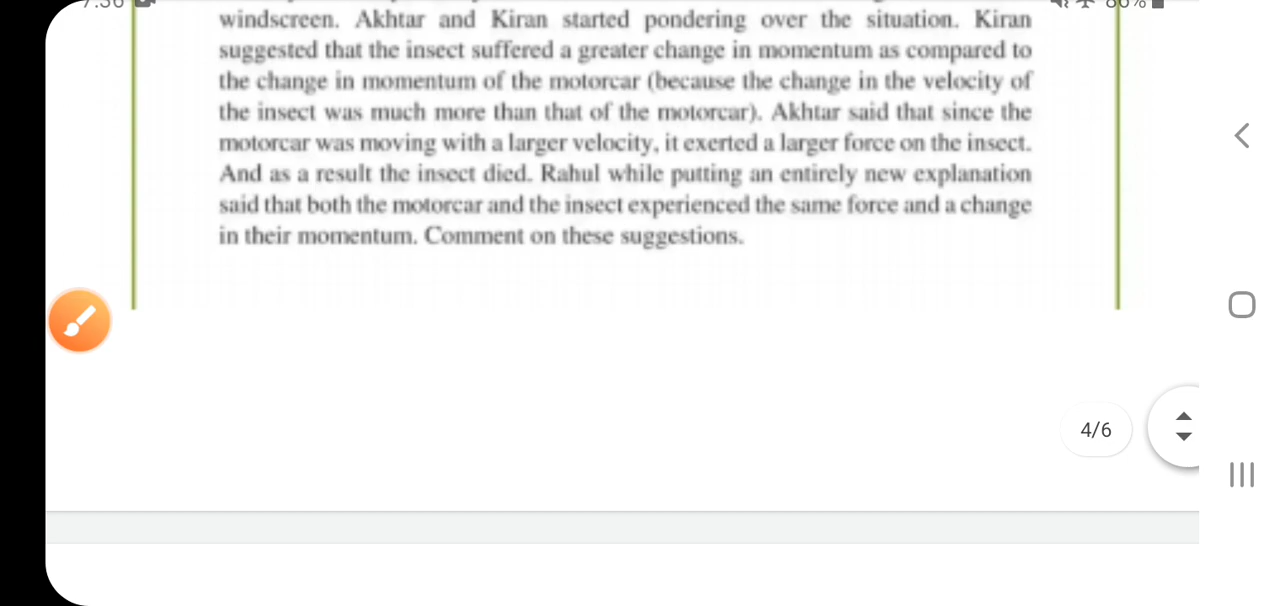 windscreen. Akhtar and Kiran started pondering over the situation. Kiran
suggested that the insect suffered a greater change in momentum as compared to
the change in momentum of the motorcar (because the change in the velocity of
the insect was much more than that of the motorcar). Akhtar said that since the
motorcar was moving with a larger velocity, it exerted a larger force on the insect.
And as a result the insect died. Rahul while putting an entirely new explanation
said that both the motorcar and the insect experienced the same force and a change
in their momentum. Comment on these suggestions.
4/6